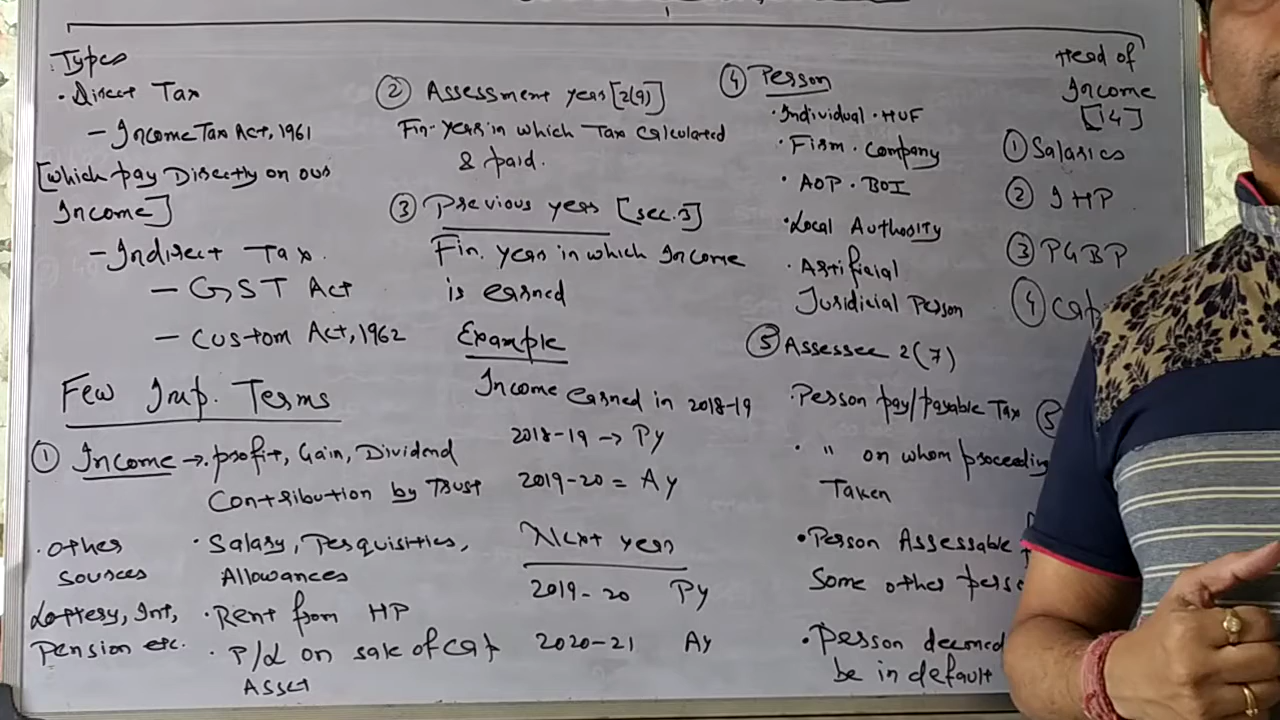 Types
• Direct Tax
– Income Tax Act, 1961
[which pay Directly on our
Income]
– Indirect Tax.
– GST Act
– Custom Act, 1962
Few Imp. Terms
① Income → . profit, Gain, Dividend
Contribution by Trust
• Salary, Perquisities,
Allowances
• Rent from HP
• P/L on sale of Cap
Asset
• other
sources
Lottery, Int,
Pension etc.
② Assessment year [2(9)]
Fin. Year in which Tax Calculated
& paid.
③ Previous year [sec. 3]
Fin. year in which Income
is earned
Example
Income earned in 2018-19
2018-19 → Py
2019-20 = Ay
Next year
2019-20 Py
2020-21 Ay
④ Person
• Individual • HUF
• Firm • Company
• AOP • BOI
• Local Authority
• Artificial
Juridicial Person
⑤ Assessee 2(7)
• Person pay/payable Tax
• " on whom proceeding
Taken
• Person Assessable
Some other
• Person deemed
be in default
Head of
Income
[14]
① Salaries
② IHP
③ PGBP
④ Cap
⑤